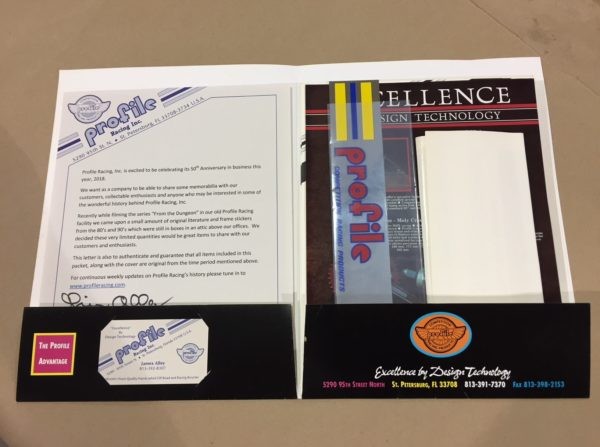 profile
profile
Racing Inc.
5290 95th St. N. • St. Petersburg, FL 33708-3734 U.S.A.
Profile Racing, Inc. is excited to be celebrating its 50th Anniversary in business this
year, 2018.
We want as a company to be able to share some memorabilia with our
customers, collectable enthusiasts and anyone who may be interested in some of
the wonderful history behind Profile Racing, Inc.
Recently while filming the series "From the Dungeon" in our old Profile Racing
facility we came upon a small amount of original literature and frame stickers
from the 80's and 90's which were still in boxes in an attic above our offices. We
decided these very limited quantities would be great items to share with our
customers and enthusiasts.
This letter is also to authenticate and guarantee that all items included in this
packet, along with the cover are original from the time period mentioned above.
For continuous weekly updates on Profile Racing's history please tune in to
www.profileracing.com
THE PROFILE
ADVANTAGE
"Excellence"
By
Design Technology
profile
Racing Inc.
James Alley
CELLENCE
SIGN TECHNOLOGY
profile
COMPETITION RACING PRODUCTS
profile
Excellence by Design Technology
5290 95TH STREET NORTH ST. PETERSBURG, FL 33708 813-391-7370 FAX 813-398-2153